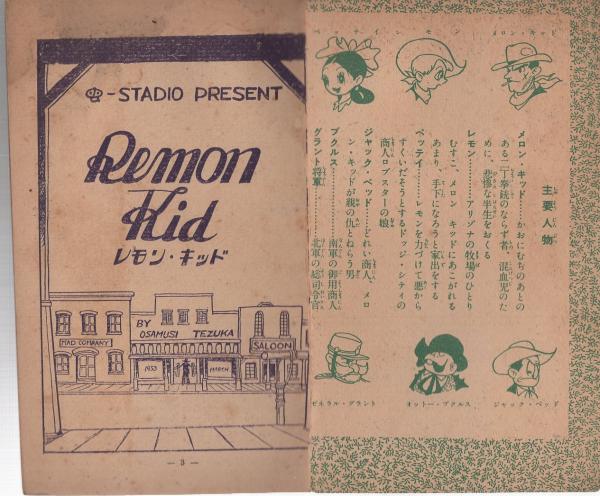 虫-STADIO PRESENT
Remon
Kid
レモン・キッド
BY
OSAMUSI TEZUKA
MAD COMPANY
SALOON
1953
MARCH
— 3 —
メロン・キッド
レモン
ペッティ
主要人物
メロン・キッド……かおにむちのあとの
ある二丁拳銃のならず者、混血児のた
めに、悲惨な半生をおくる
レモン……アリゾナの牧場のひとり
むすこ、メロン キッドにあこがれる
あまり、手下になろうと家出をする
ペッティ……レモンを力づけて悪から
すくいだそうとするドッジ・シティの
商人ロブスターの娘
ジャック・ベッド……どれい商人、メロ
ン・キッドが親の仇とねらう男
ブクルス……南軍の御用商人
グラント将軍……北軍の総司令官
ジャック・ベッド
オットー・ブクルス
ゼネラル・グラント